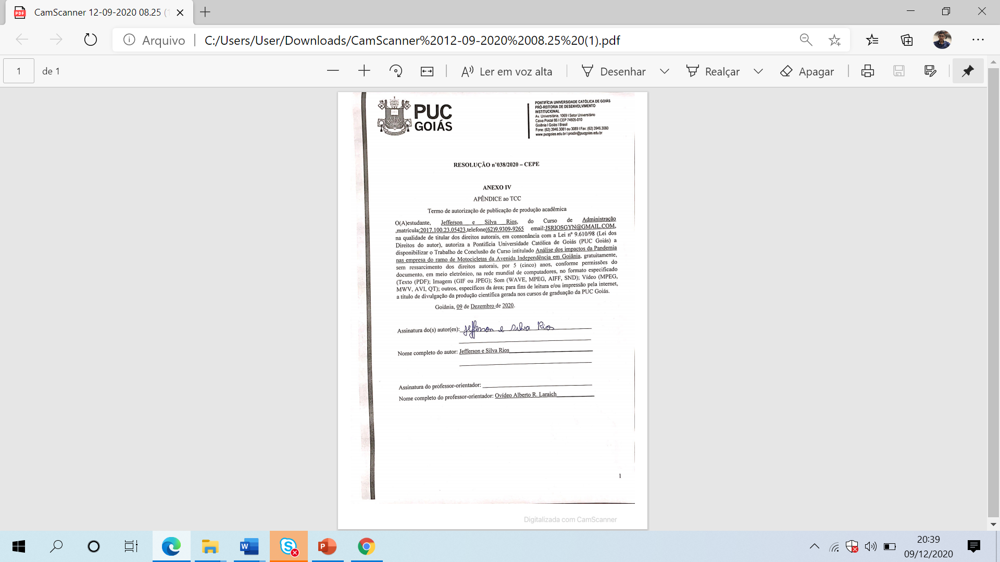 CamScanner 12-09-2020 08.25 (1
Arquivo
C:/Users/User/Downloads/CamScanner%2012-09-2020%2008.25%20(1).pdf
1 de 1
Ler em voz alta
Desenhar
Realçar
Apagar
PUC
GOIÁS
PONTIFÍCIA UNIVERSIDADE CATÓLICA DE GOIÁS
PRÓ-REITORIA DE DESENVOLVIMENTO
INSTITUCIONAL
Av. Universitária, 1069 I Setor Universitário
Caixa Postal 86 I CEP 74605-010
Goiânia I Goiás I Brasil
Fone: (62) 3946.3081 ou 3089 I Fax: (62) 3946.3080
www.pucgoias.edu.br I prodin@pucgoias.edu.br
RESOLUÇÃO n°038/2020 – CEPE
ANEXO IV
APÊNDICE ao TCC
Termo de autorização de publicação de produção acadêmica
O(A)estudante, Jefferson e Silva Rios, do Curso de Administração
,matrícula:2017.100.23.05423,telefone(62)9.9309-9265 email:JSRIOSGYN@GMAIL.COM,
na qualidade de titular dos direitos autorais, em consonância com a Lei nº 9.610/98 (Lei dos
Direitos do autor), autoriza a Pontifícia Universidade Católica de Goiás (PUC Goiás) a
disponibilizar o Trabalho de Conclusão de Curso intitulado Análise dos impactos da Pandemia
nas empresa do ramo de Motocicletas da Avenida Independência em Goiânia, gratuitamente,
sem ressarcimento dos direitos autorais, por 5 (cinco) anos, conforme permissões do
documento, em meio eletrônico, na rede mundial de computadores, no formato especificado
(Texto (PDF); Imagem (GIF ou JPEG); Som (WAVE, MPEG, AIFF, SND); Vídeo (MPEG,
MWV, AVI, QT); outros, específicos da área; para fins de leitura e/ou impressão pela internet,
a título de divulgação da produção científica gerada nos cursos de graduação da PUC Goiás.
Goiânia, 09 de Dezembro de 2020.
Assinatura do(s) autor(es): Jefferson e Silva Rios
Nome completo do autor: Jefferson e Silva Rios
Assinatura do professor-orientador:
Nome completo do professor-orientador: Ovídeo Alberto R. Laraich
1
Digitalizada com CamScanner
20:39
09/12/2020